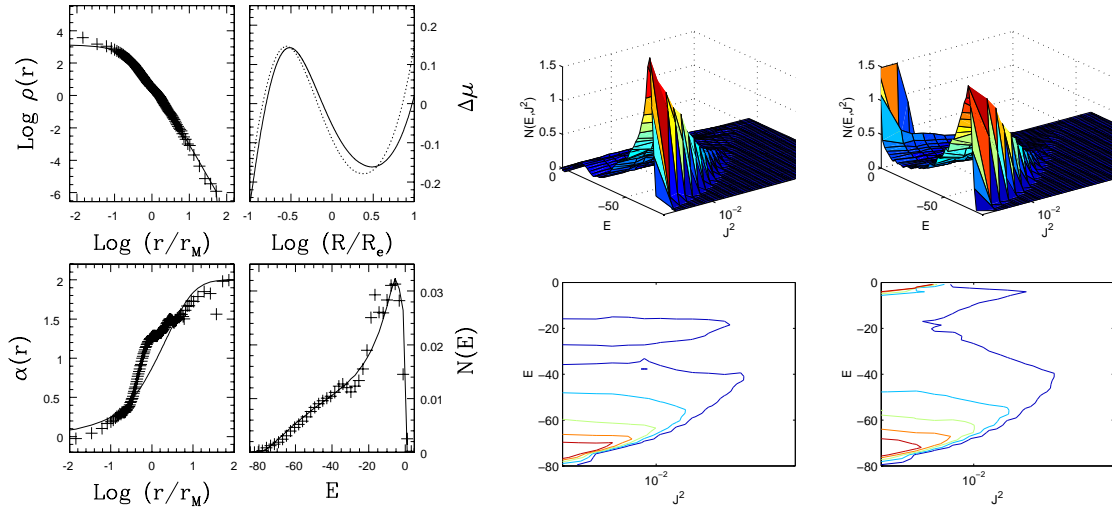 4
2
0
-2
-4
-6
Log ρ(r)
-2 -1 0 1 2
Log (r/r_M)
0.2
0.1
0
-0.1
-0.2
Δμ
-1 -0.5 0 0.5 1
Log (R/R_e)
2
1.5
1
0.5
0
α(r)
-2 -1 0 1 2
Log (r/r_M)
0.03
0.02
0.01
0
N(E)
-80 -60 -40 -20 0
E
1.5
1
0.5
0
N(E,J²)
−50
E
10⁻²
J²
1.5
1
0.5
0
N(E,J²)
−50
E
10⁻²
J²
0
−20
−40
−60
−80
E
10⁻²
J²
0
−20
−40
−60
−80
E
10⁻²
J²